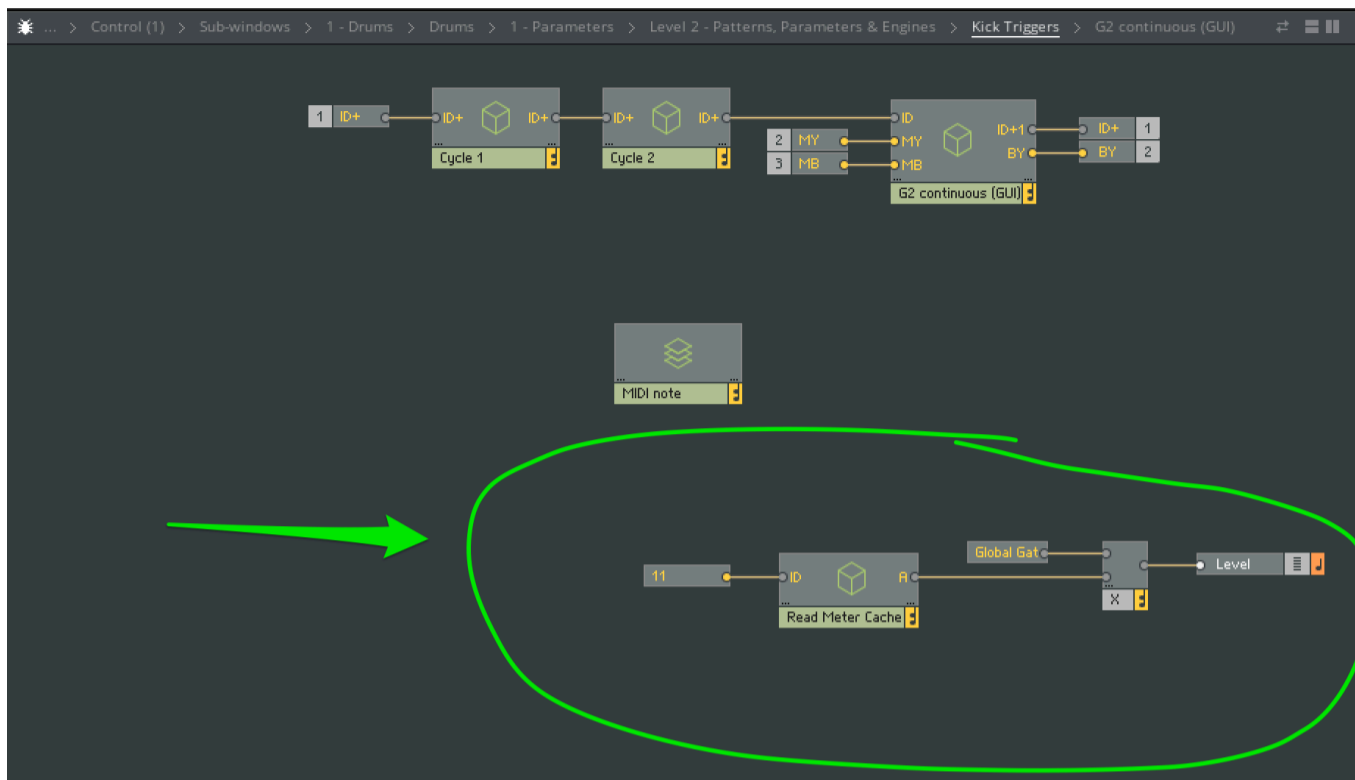 ... > Control (1) > Sub-windows > 1 - Drums > Drums > 1 - Parameters > Level 2 - Patterns, Parameters & Engines > Kick Triggers > G2 continuous (GUI)
1 ID+
ID+ ID+
Cycle 1
ID+ ID+
Cycle 2
2 MY
3 MB
ID ID+1
MY BY
MB
G2 continuous (GUI)
ID+ 1
BY 2
MIDI note
11
ID A
Read Meter Cache
Global Gat
X
Level